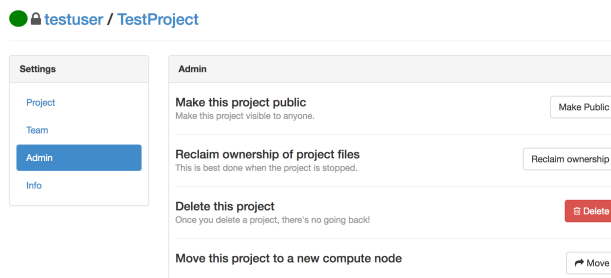 testuser / TestProject
Settings
Project
Team
Admin
Info
Admin
Make this project public
Make this project visible to anyone.
Make Public
Reclaim ownership of project files
This is best done when the project is stopped.
Reclaim ownership
Delete this project
Once you delete a project, there's no going back!
Delete
Move this project to a new compute node
Move